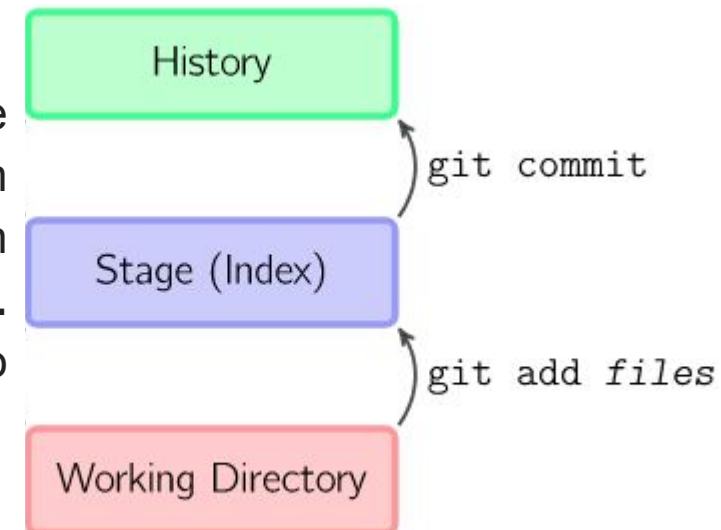 History
git commit
Stage (Index)
git add files
Working Directory